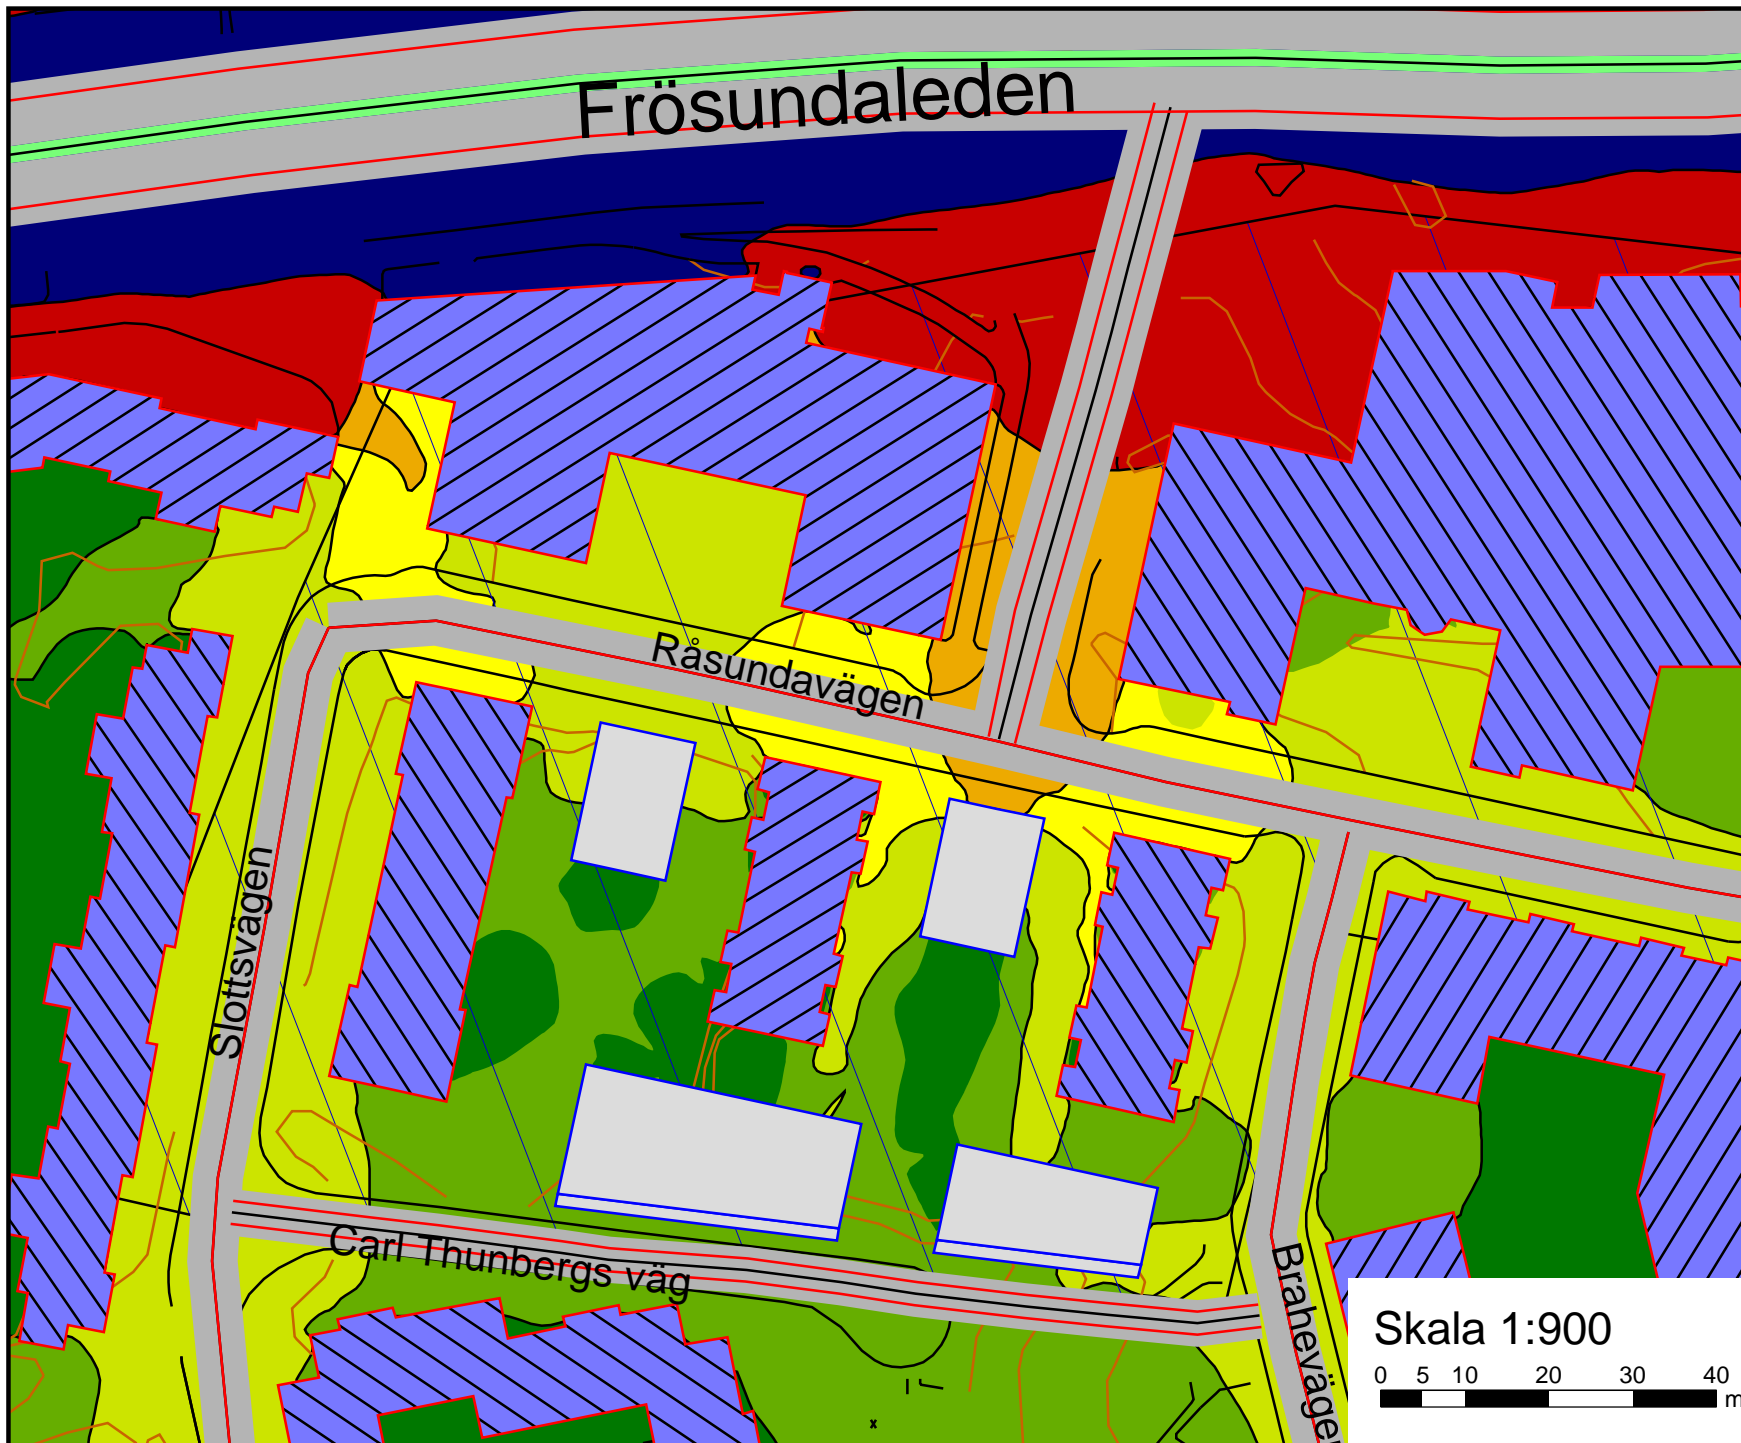 Frösundaleden
Råsundavägen
Slottsvägen
Carl Thunbergs väg
Brahevägen
Skala 1:900
0 5 10 20 30 40
m
x